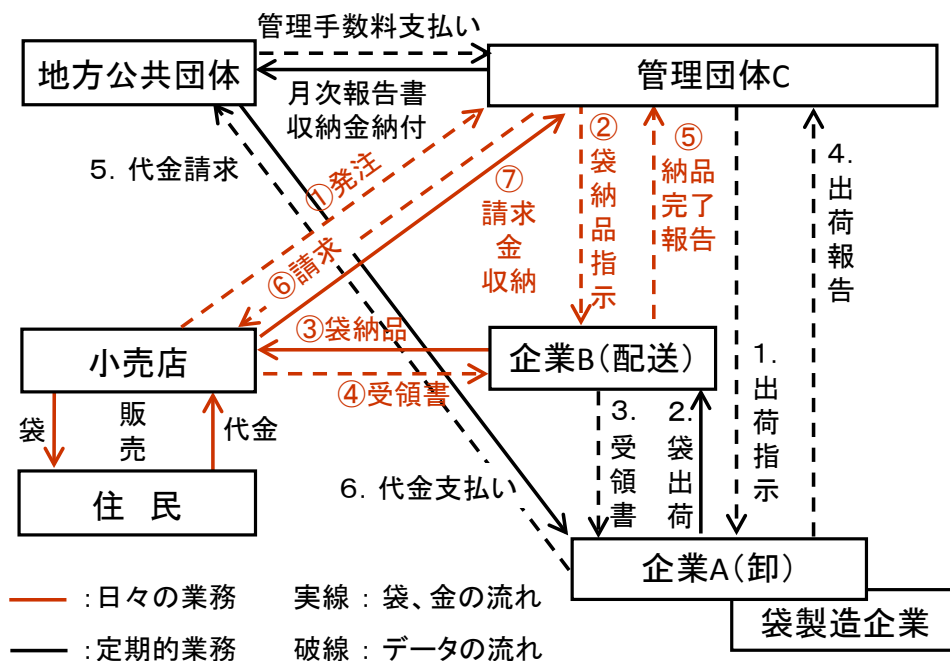 管理手数料支払い
地方公共団体
管理団体C
月次報告書
収納金納付
5．代金請求
①発注
⑥請求
⑦
請求
金
収納
②
袋
納
品
指
示
⑤
納品
完了
報告
4.
出
荷
報
告
③袋納品
小売店
④受領書
企業B（配送）
1.
出
荷
指
示
袋
販
売
代金
3.
受
領
書
2.
袋
出
荷
住　民
6．代金支払い
企業A（卸）
袋製造企業
：日々の業務
実線：袋、金の流れ
：定期的業務
破線：データの流れ